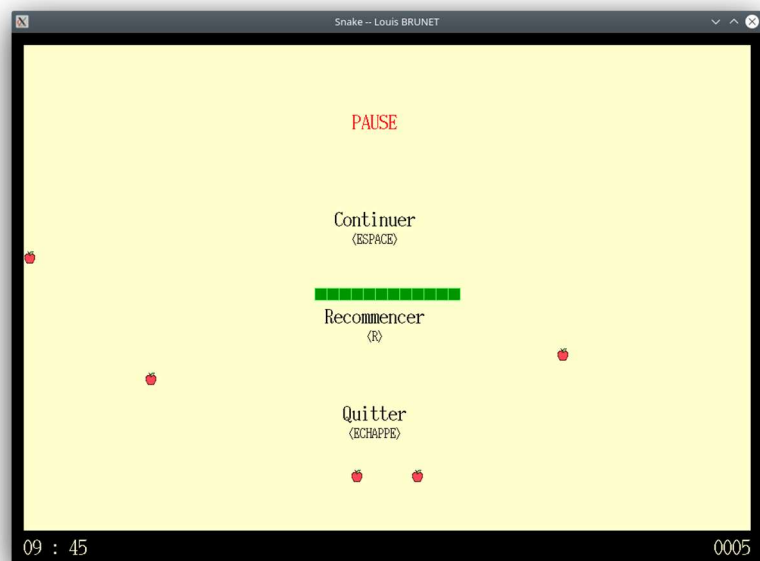 Snake -- Louis BRUNET
PAUSE
Continuer
<ESPACE>
Recommencer
<R>
Quitter
<ECHAPPE>
09 : 45
0005